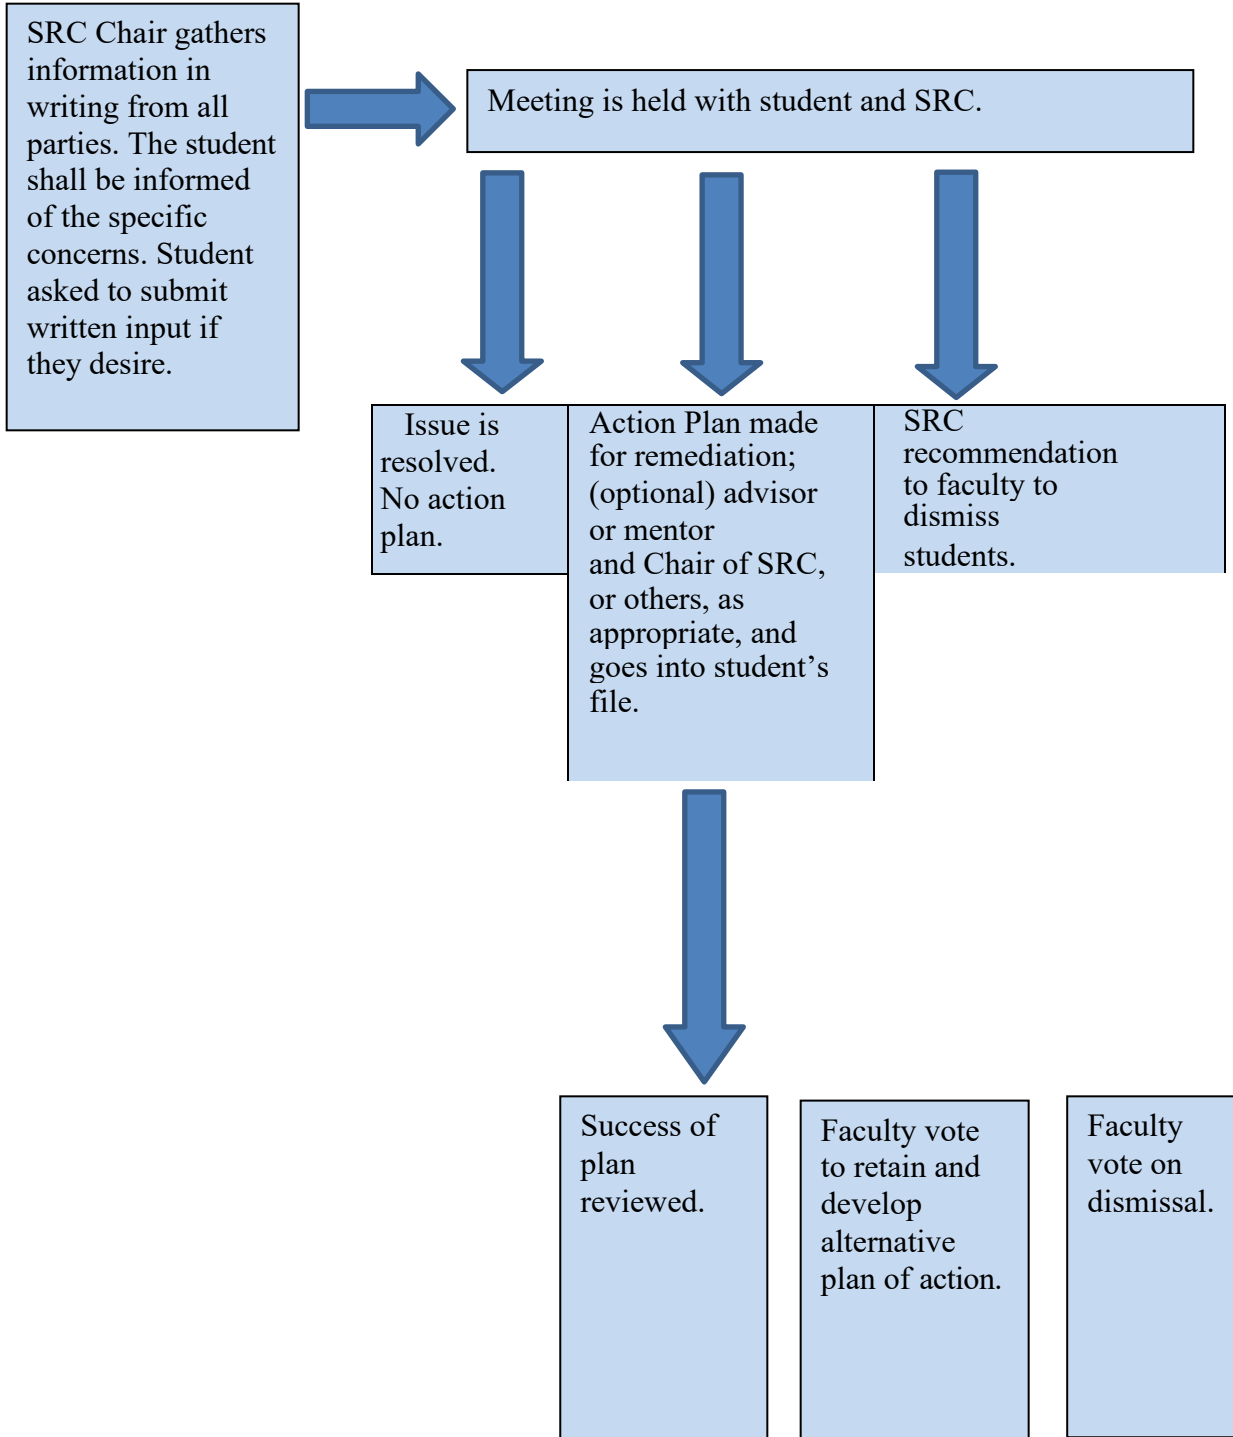 SRC Chair gathers
information in
writing from all
parties. The student
shall be informed
of the specific
concerns. Student
asked to submit
written input if
they desire.
Meeting is held with student and SRC.
Issue is
resolved.
No action
plan.
Action Plan made
for remediation;
(optional) advisor
or mentor
and Chair of SRC,
or others, as
appropriate, and
goes into student’s
file.
SRC
recommendation
to faculty to
dismiss
students.
Success of
plan
reviewed.
Faculty vote
to retain and
develop
alternative
plan of action.
Faculty
vote on
dismissal.